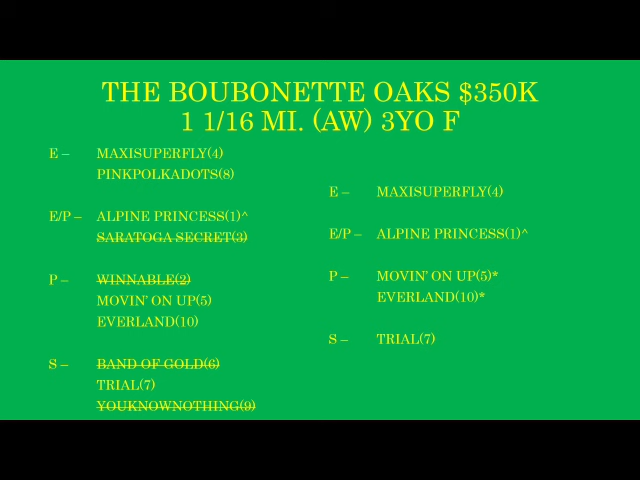 THE BOUBONETTE OAKS $350K
1 1/16 MI. (AW) 3YO F
E – MAXISUPERFLY(4)
PINKPOLKADOTS(8)
E/P – ALPINE PRINCESS(1)^
SARATOGA SECRET(3)
P – WINNABLE(2)
MOVIN' ON UP(5)
EVERLAND(10)
S – BAND OF GOLD(6)
TRIAL(7)
YOUKNOWNOTHING(9)
E – MAXISUPERFLY(4)
E/P – ALPINE PRINCESS(1)^
P – MOVIN' ON UP(5)*
EVERLAND(10)*
S – TRIAL(7)